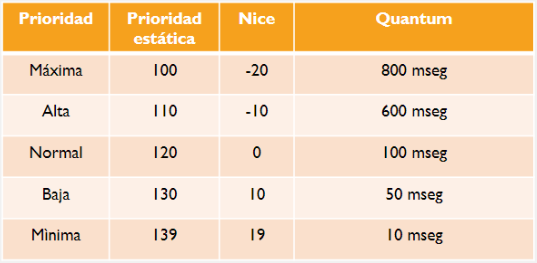 Prioridad Prioridad estática Nice Quantum
Máxima 100 -20 800 mseg
Alta 110 -10 600 mseg
Normal 120 0 100 mseg
Baja 130 10 50 mseg
Mìnima 139 19 10 mseg